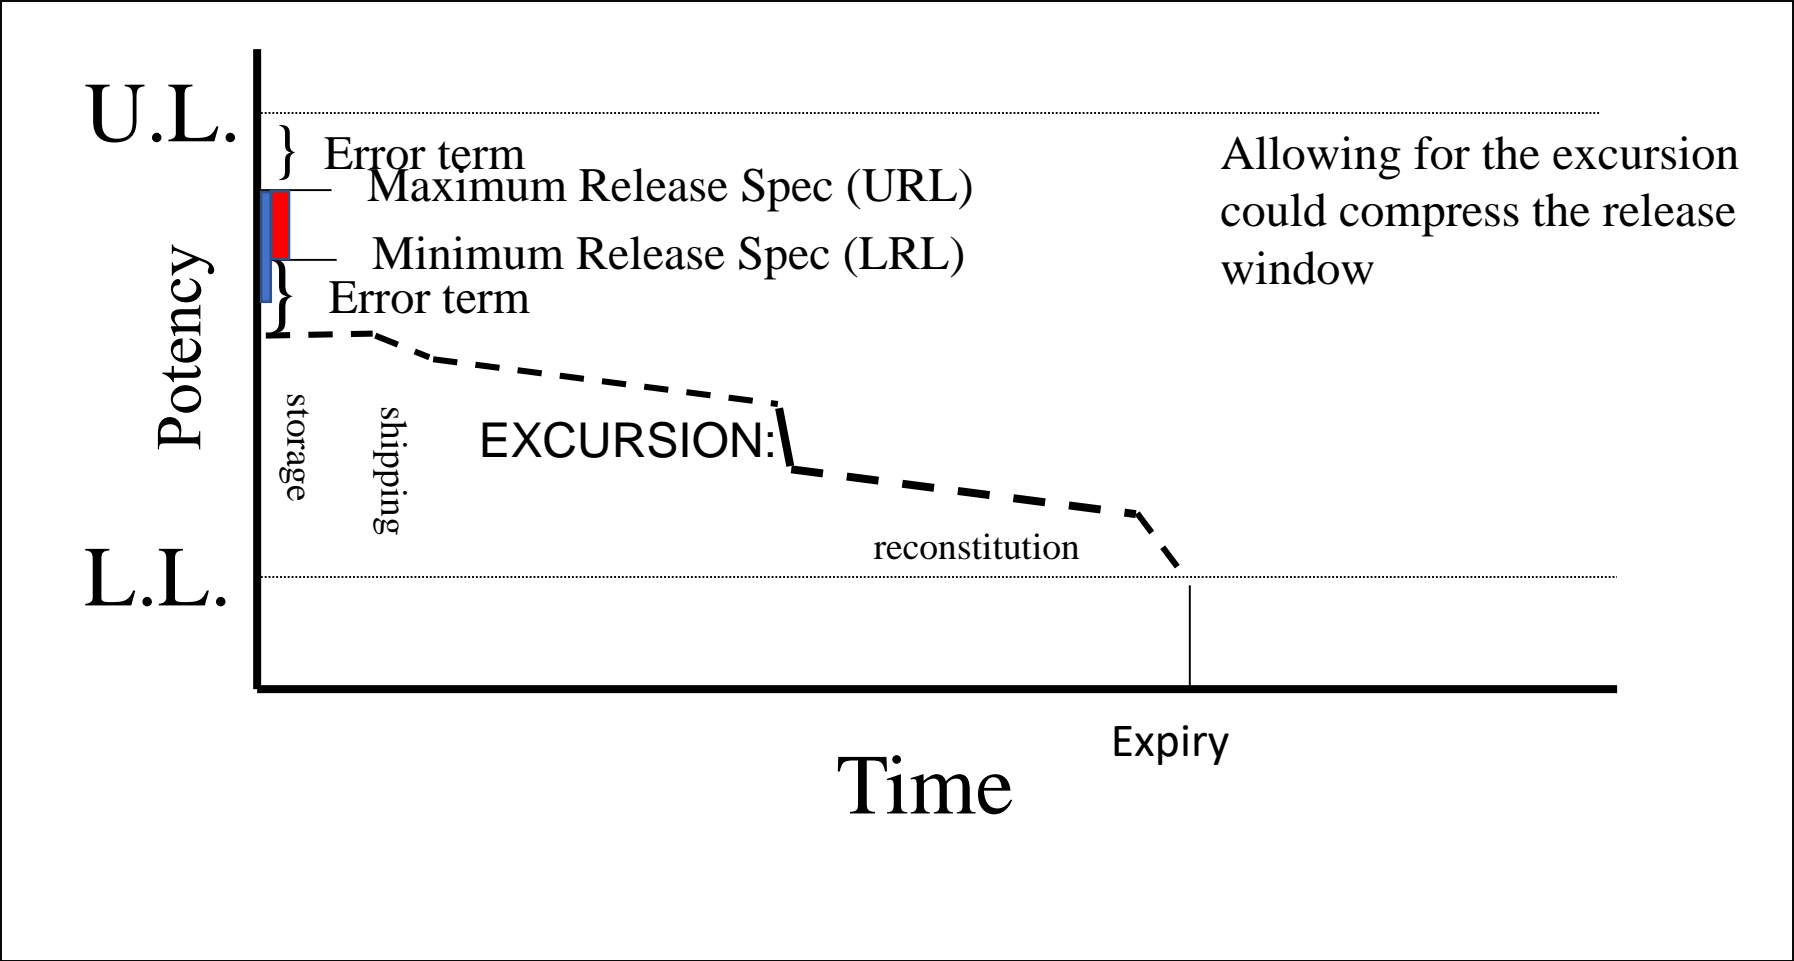 U.L.
Error term
Maximum Release Spec (URL)
Minimum Release Spec (LRL)
Error term
Allowing for the excursion
could compress the release
window
Potency
storage
shipping
EXCURSION:
reconstitution
L.L.
Expiry
Time